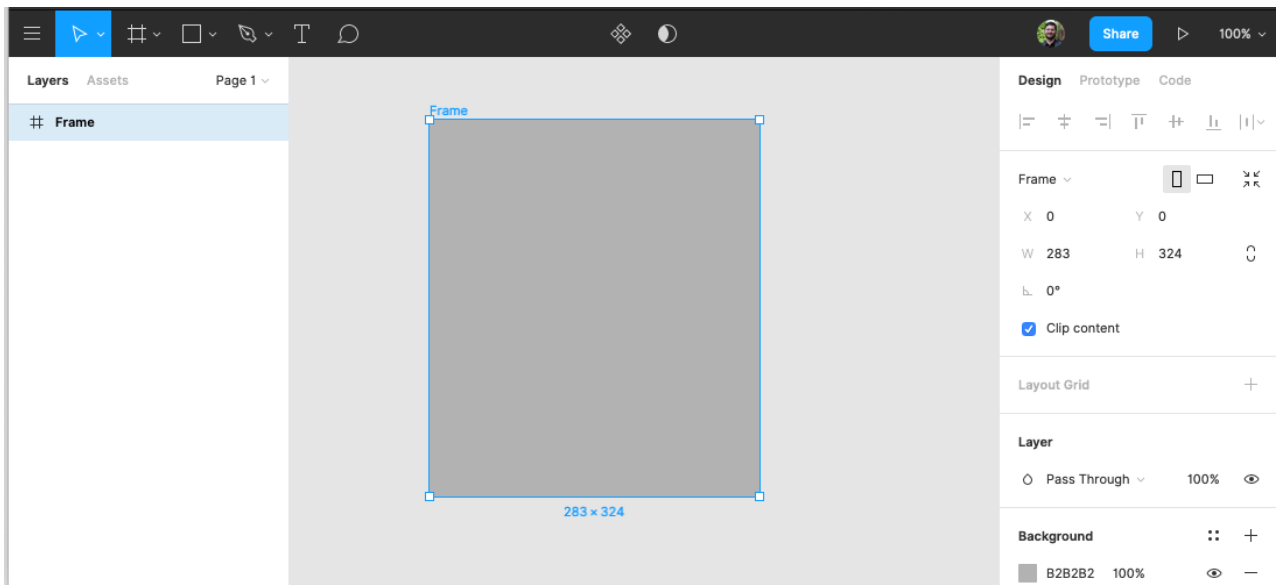 Share
100%
Layers Assets Page 1
Design Prototype Code
Frame
Frame
Frame
X 0 Y 0
W 283 H 324
0°
Clip content
Layout Grid
Layer
Pass Through 100%
283 × 324
Background
B2B2B2 100%